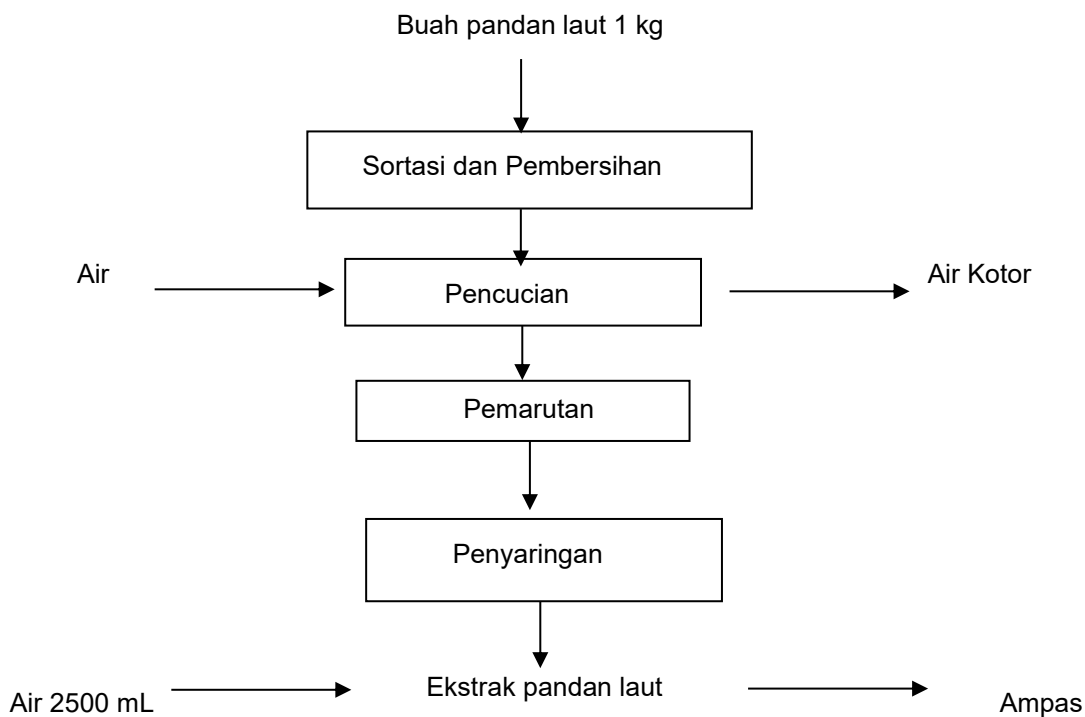 Buah pandan laut 1 kg
Sortasi dan Pembersihan
Air
Pencucian
Air Kotor
Pemarutan
Penyaringan
Air 2500 mL
Ekstrak pandan laut
Ampas